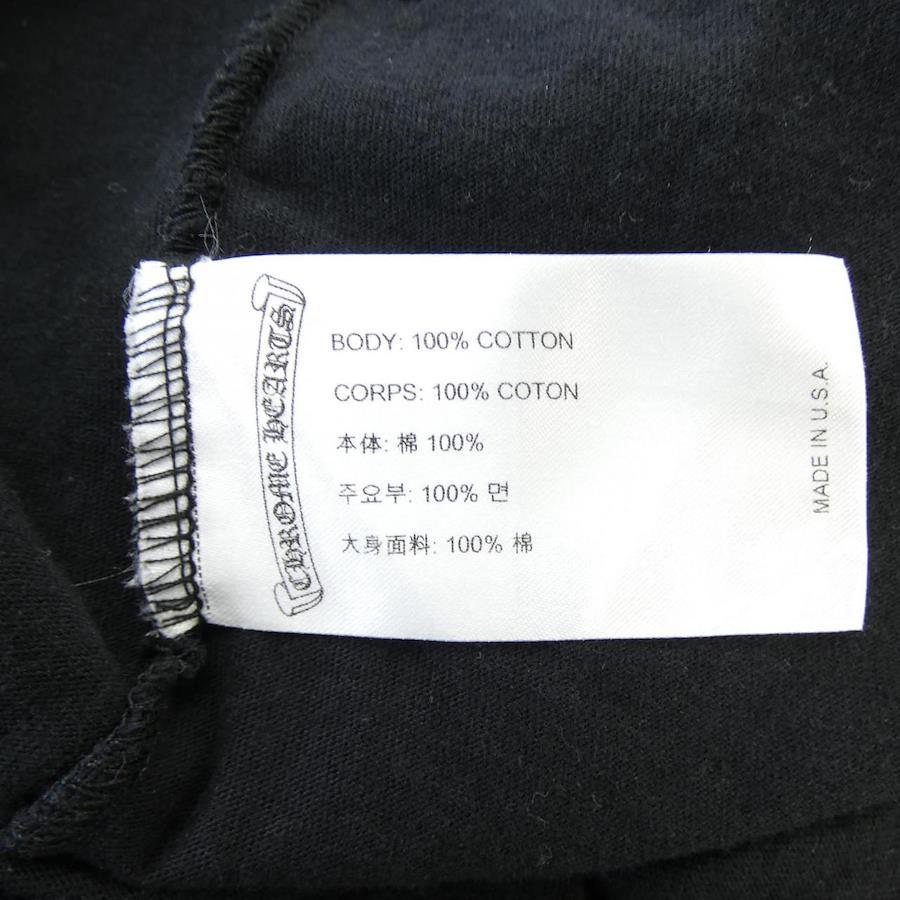 CHROME HEARTS
BODY: 100% COTTON
CORPS: 100% COTON
本体: 棉 100%
주요부: 100% 면
大身面料: 100% 棉
MADE IN U.S.A.